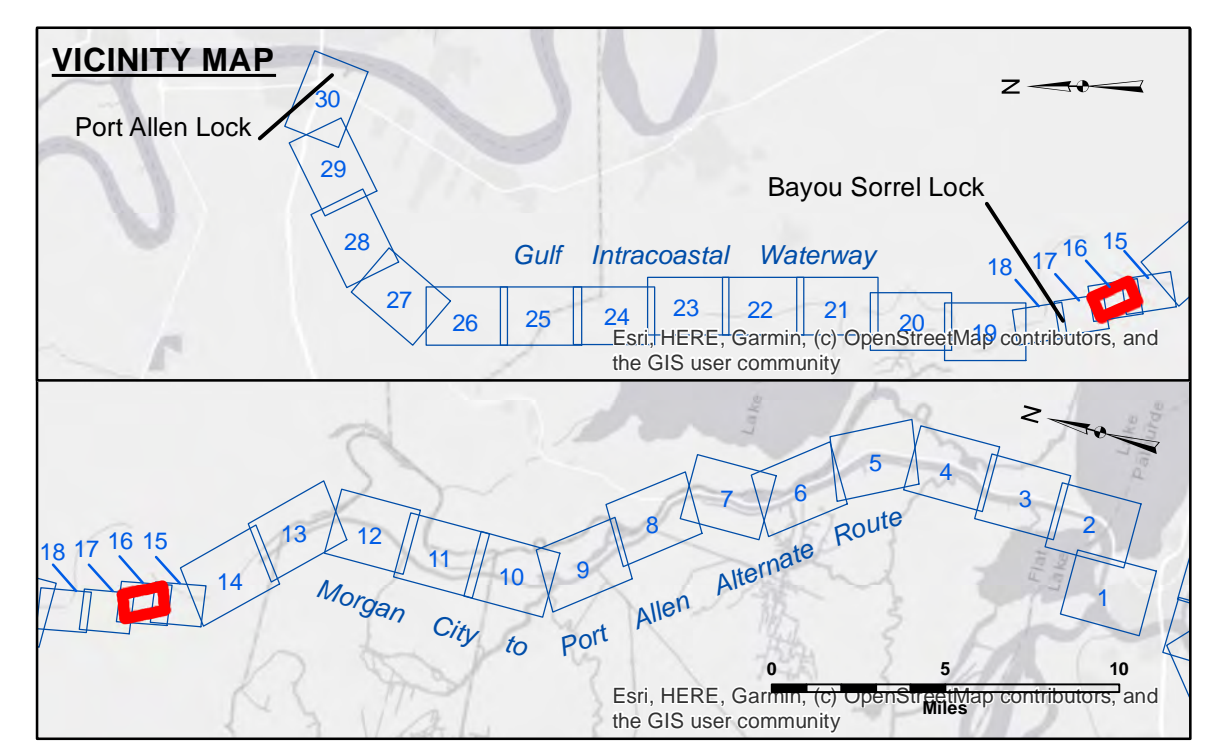 VICINITY MAP
N
30
Port Allen Lock
29
Bayou Sorrel Lock
28
Gulf Intracoastal Waterway
18 17 16 15
27
26 25 24 23 22 21 20 19
Esri, HERE, Garmin, (c) OpenStreetMap contributors, and
the GIS user community
N
Lake
Lake
Palourde
5
4
3
7
6
2
13
12
8
18 17 16 15
11
9
10
14
Flat
Lake
1
Morgan City to Port Allen Alternate Route
0 5 10
Miles
Esri, HERE, Garmin, (c) OpenStreetMap contributors, and
the GIS user community